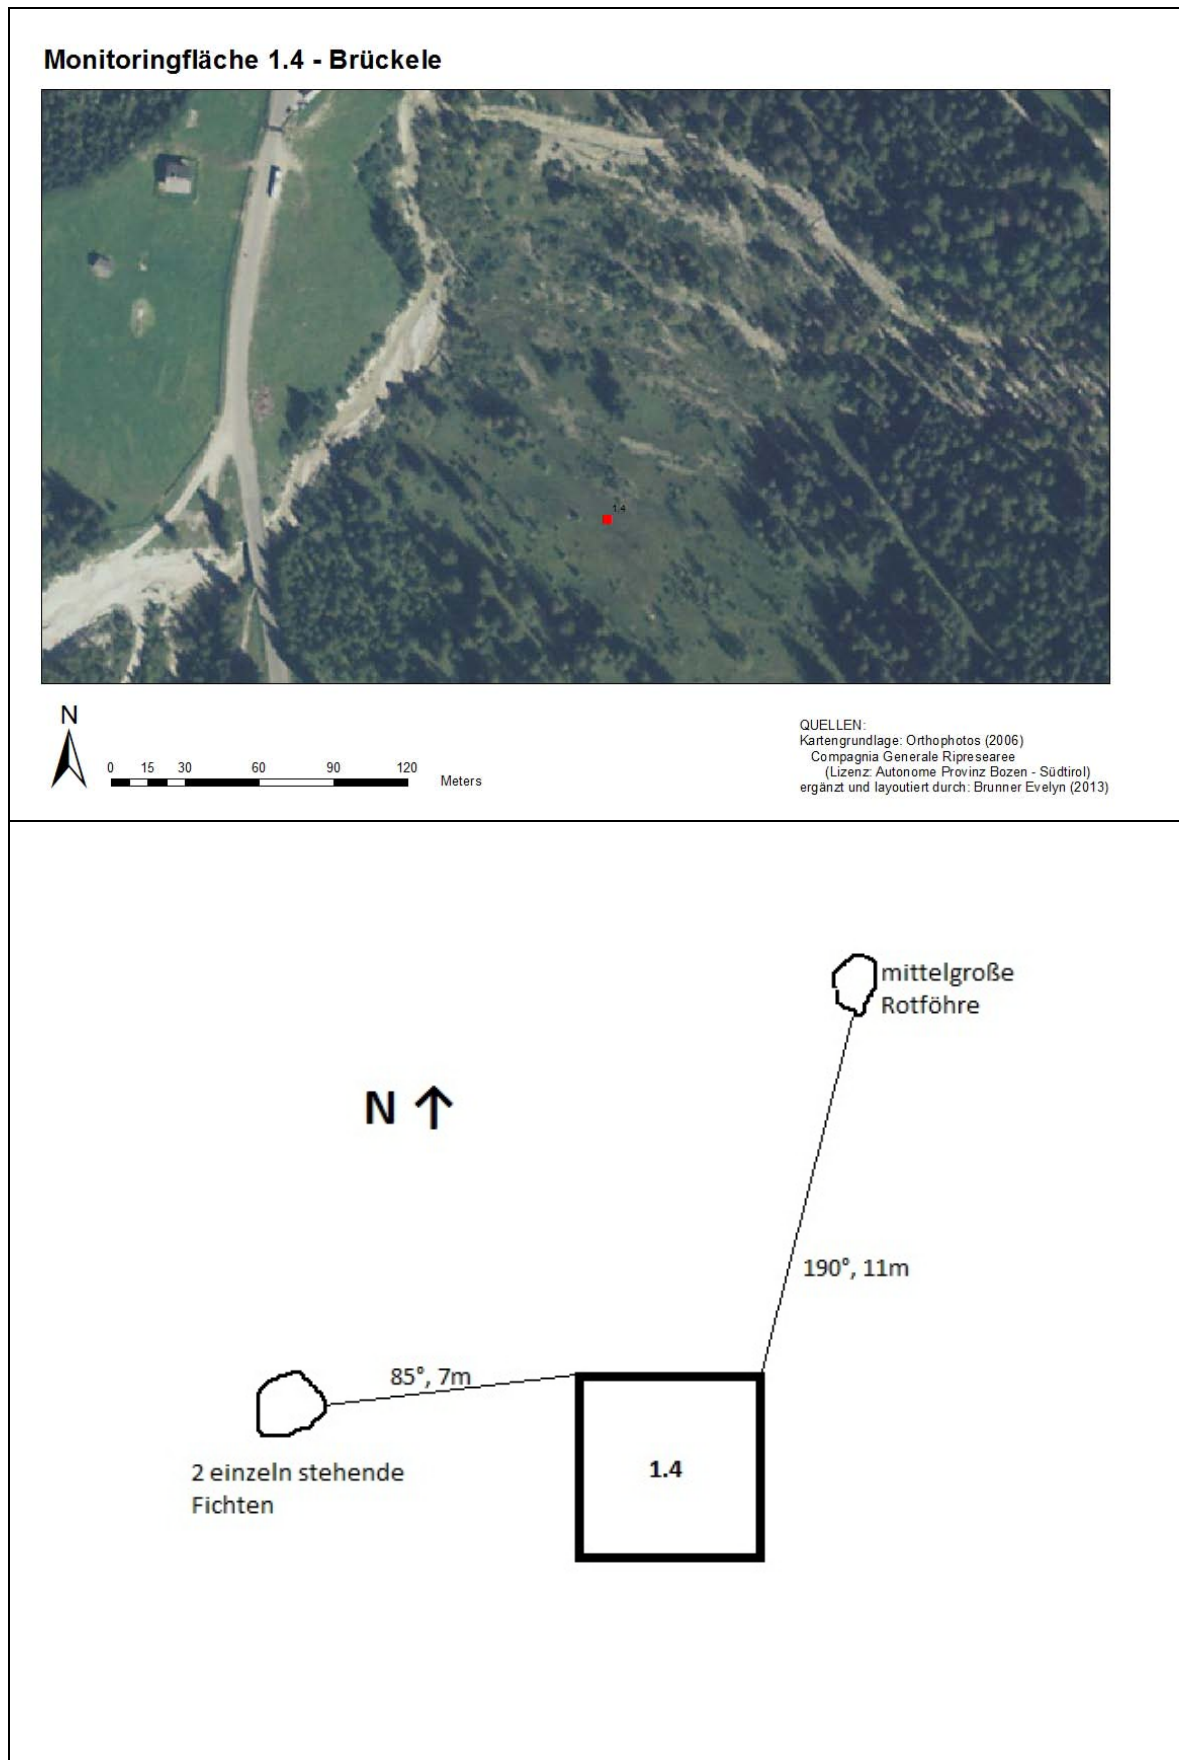 Monitoringfläche 1.4 - Brückele
1.4
N
0 15 30 60 90 120
Meters
QUELLEN:
Kartengrundlage: Orthophotos (2006)
Compagnia Generale Ripresearee
(Lizenz: Autonome Provinz Bozen - Südtirol)
ergänzt und layoutiert durch: Brunner Evelyn (2013)
mittelgroße
Rotföhre
N ↑
190°, 11m
85°, 7m
1.4
2 einzeln stehende
Fichten